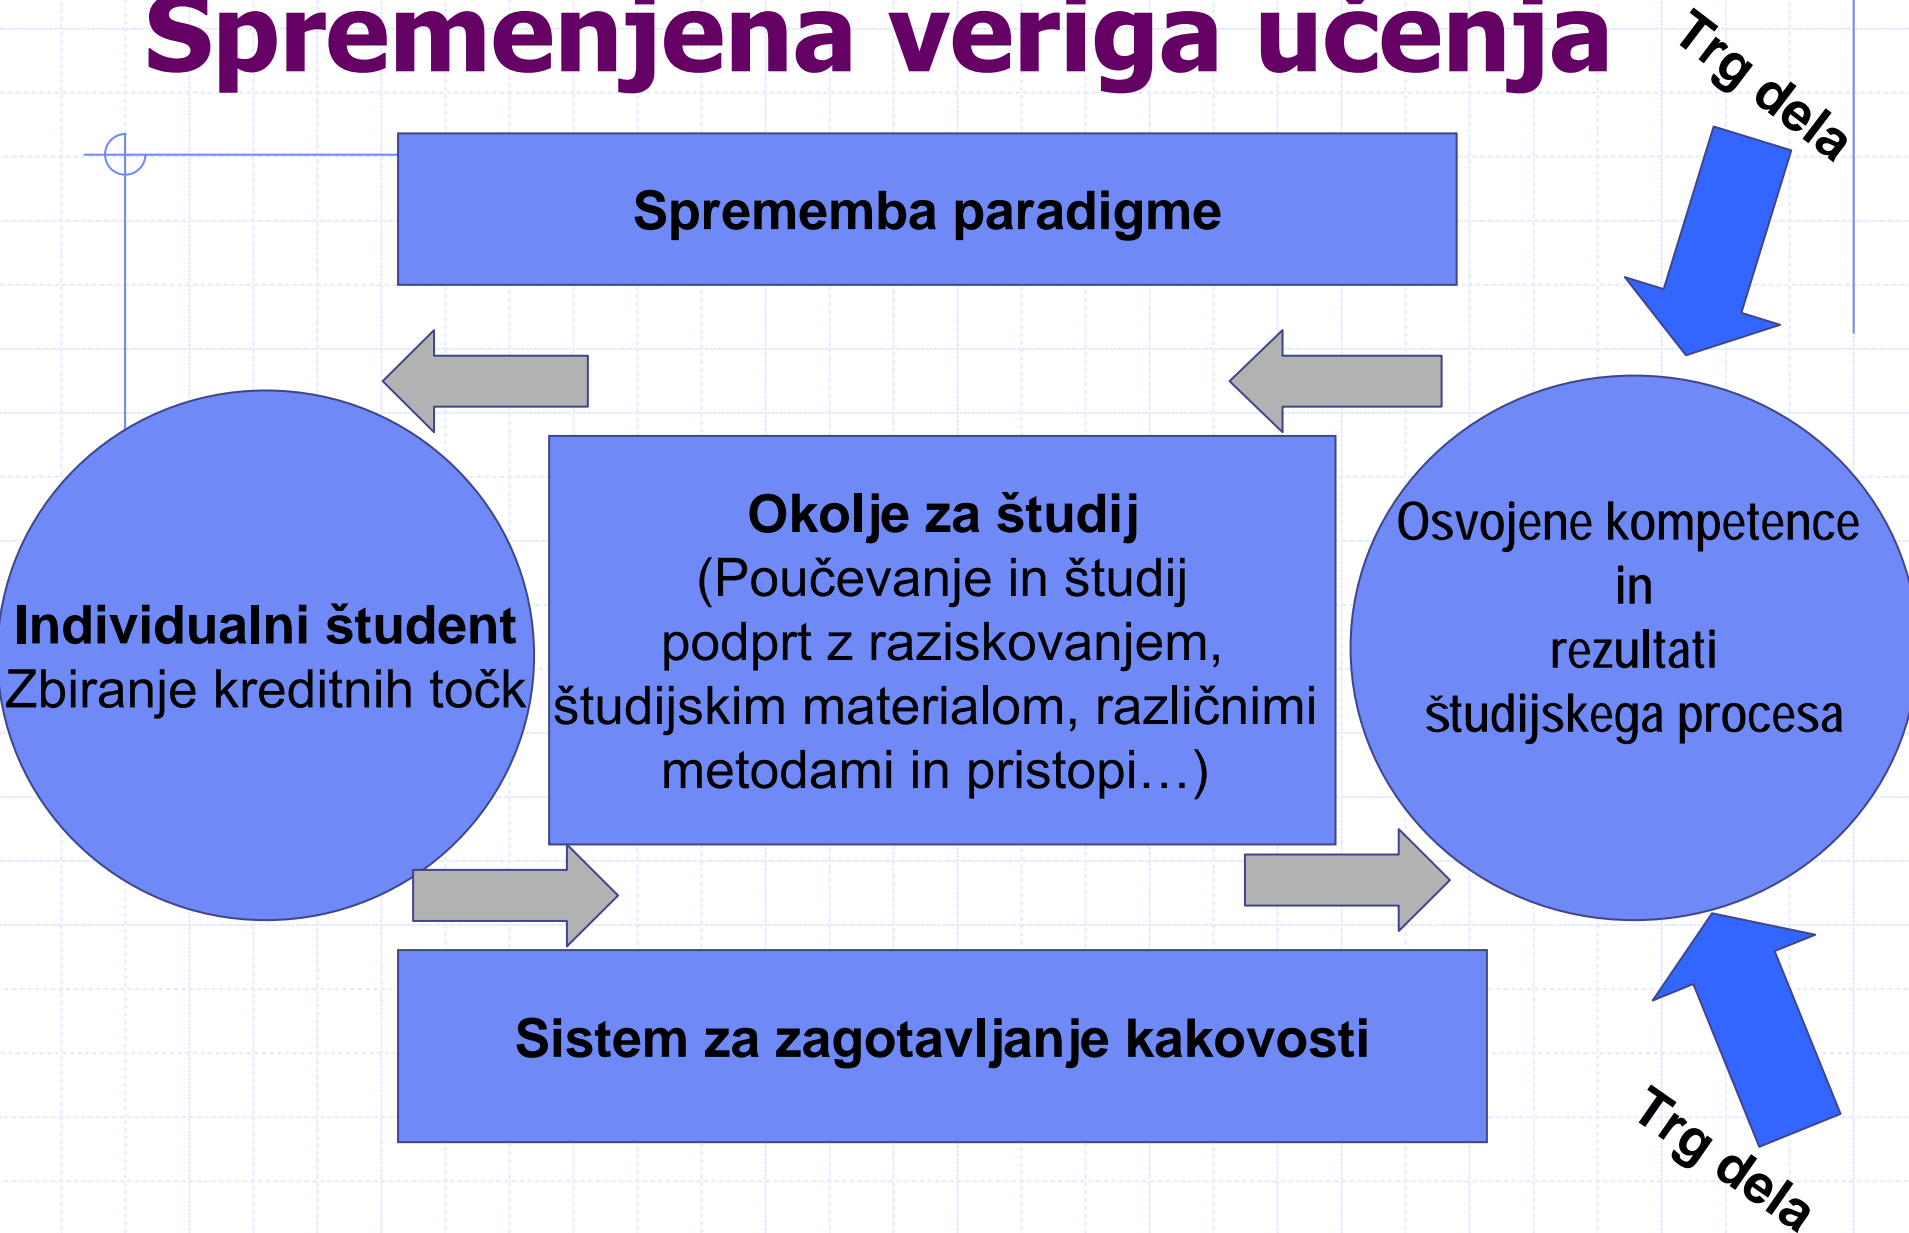 Spremenjena veriga učenja
Trg dela
Sprememba paradigme
Individualni študent
Zbiranje kreditnih točk
Okolje za študij
(Poučevanje in študij
podprt z raziskovanjem,
študijskim materialom, različnimi
metodami in pristopi…)
Osvojene kompetence
in
rezultati
študijskega procesa
Sistem za zagotavljanje kakovosti
Trg dela